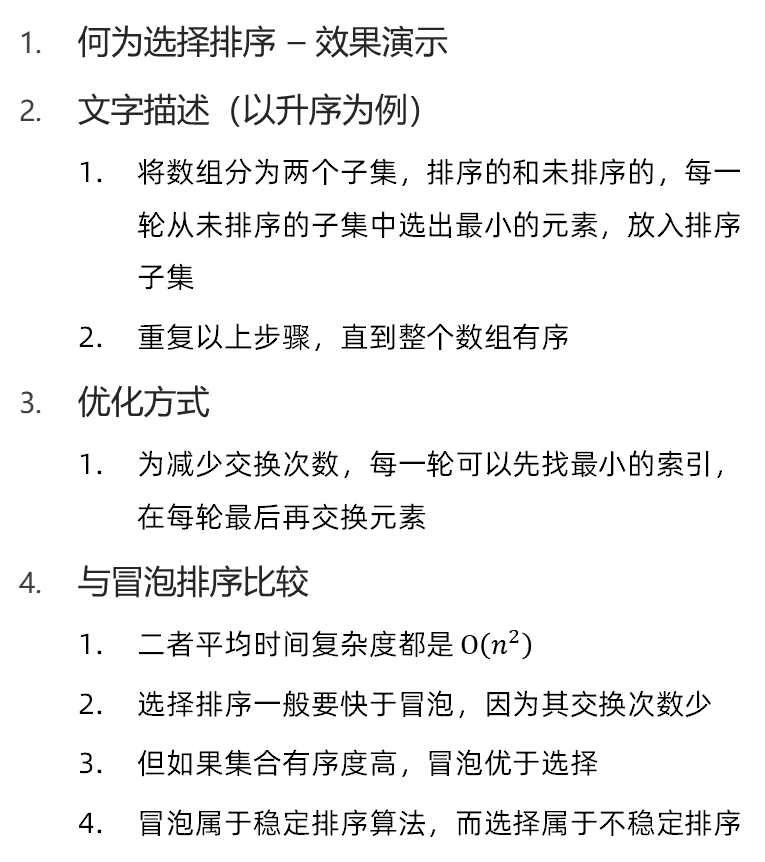 1. 何为选择排序 – 效果演示
2. 文字描述（以升序为例）
1. 将数组分为两个子集，排序的和未排序的，每一
轮从未排序的子集中选出最小的元素，放入排序
子集
2. 重复以上步骤，直到整个数组有序
3. 优化方式
1. 为减少交换次数，每一轮可以先找最小的索引，
在每轮最后再交换元素
4. 与冒泡排序比较
1. 二者平均时间复杂度都是 O(n²)
2. 选择排序一般要快于冒泡，因为其交换次数少
3. 但如果集合有序度高，冒泡优于选择
4. 冒泡属于稳定排序算法，而选择属于不稳定排序